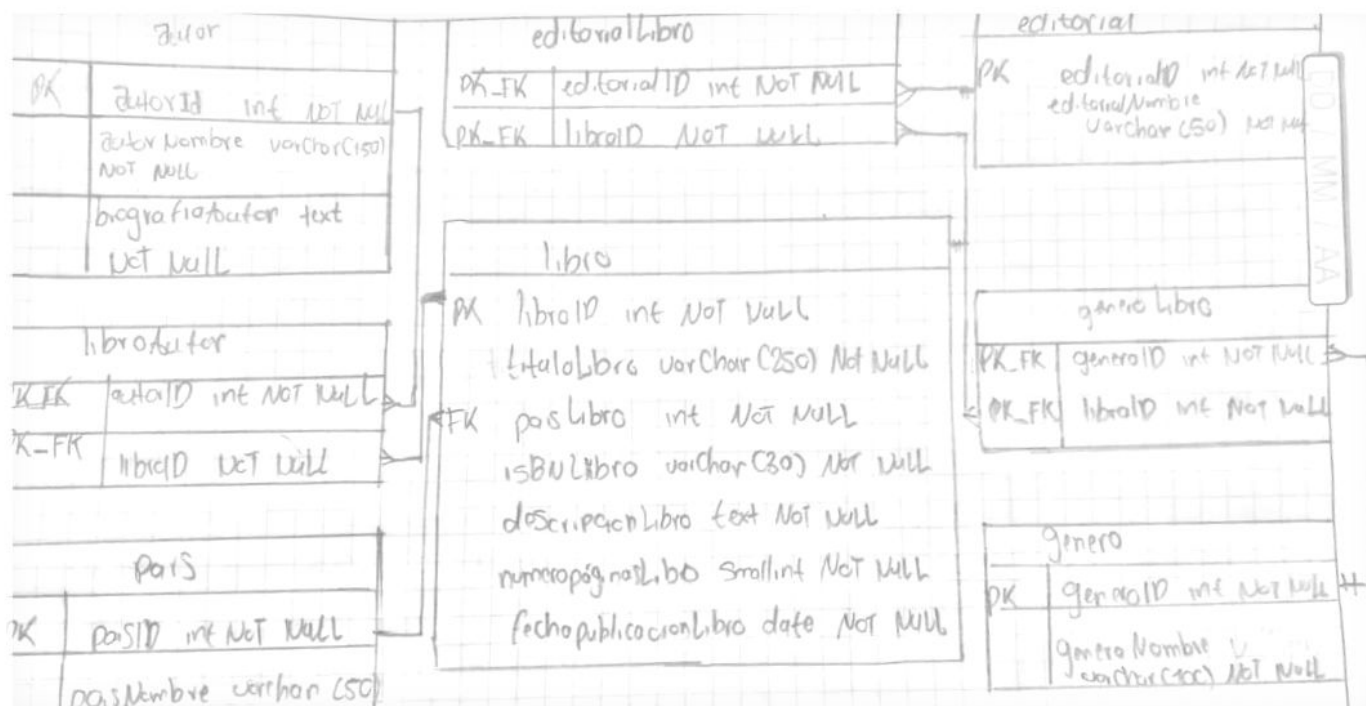 autor
PK autorId int NOT NULL
autorNombre varchar(150)
NOT NULL
biografiaAutor text
NOT NULL
libroAutor
PK_FK autorID int NOT NULL
PK_FK libroID NOT NULL
pais
PK paisID int NOT NULL
paisNombre varchar (50)
editorialLibro
PK_FK editorialID int NOT NULL
PK_FK libroID NOT NULL
libro
PK libroID int NOT NULL
tituloLibro varchar (250) Not NULL
FK paisLibro int NOT NULL
isBNLibro varchar (30) NOT NULL
descripcionLibro text NOT NULL
numeropáginasLibro smallint NOT NULL
fechapublicacionLibro date NOT NULL
editorial
PK editorialID int NOT NULL
editorialNombre
varchar (50) NOT NULL
DD / MM / AA
generoLibro
PK_FK generoID int NOT NULL
PK_FK libroID int NOT NULL
genero
PK generoID int NOT NULL
generoNombre
varchar(100) NOT NULL